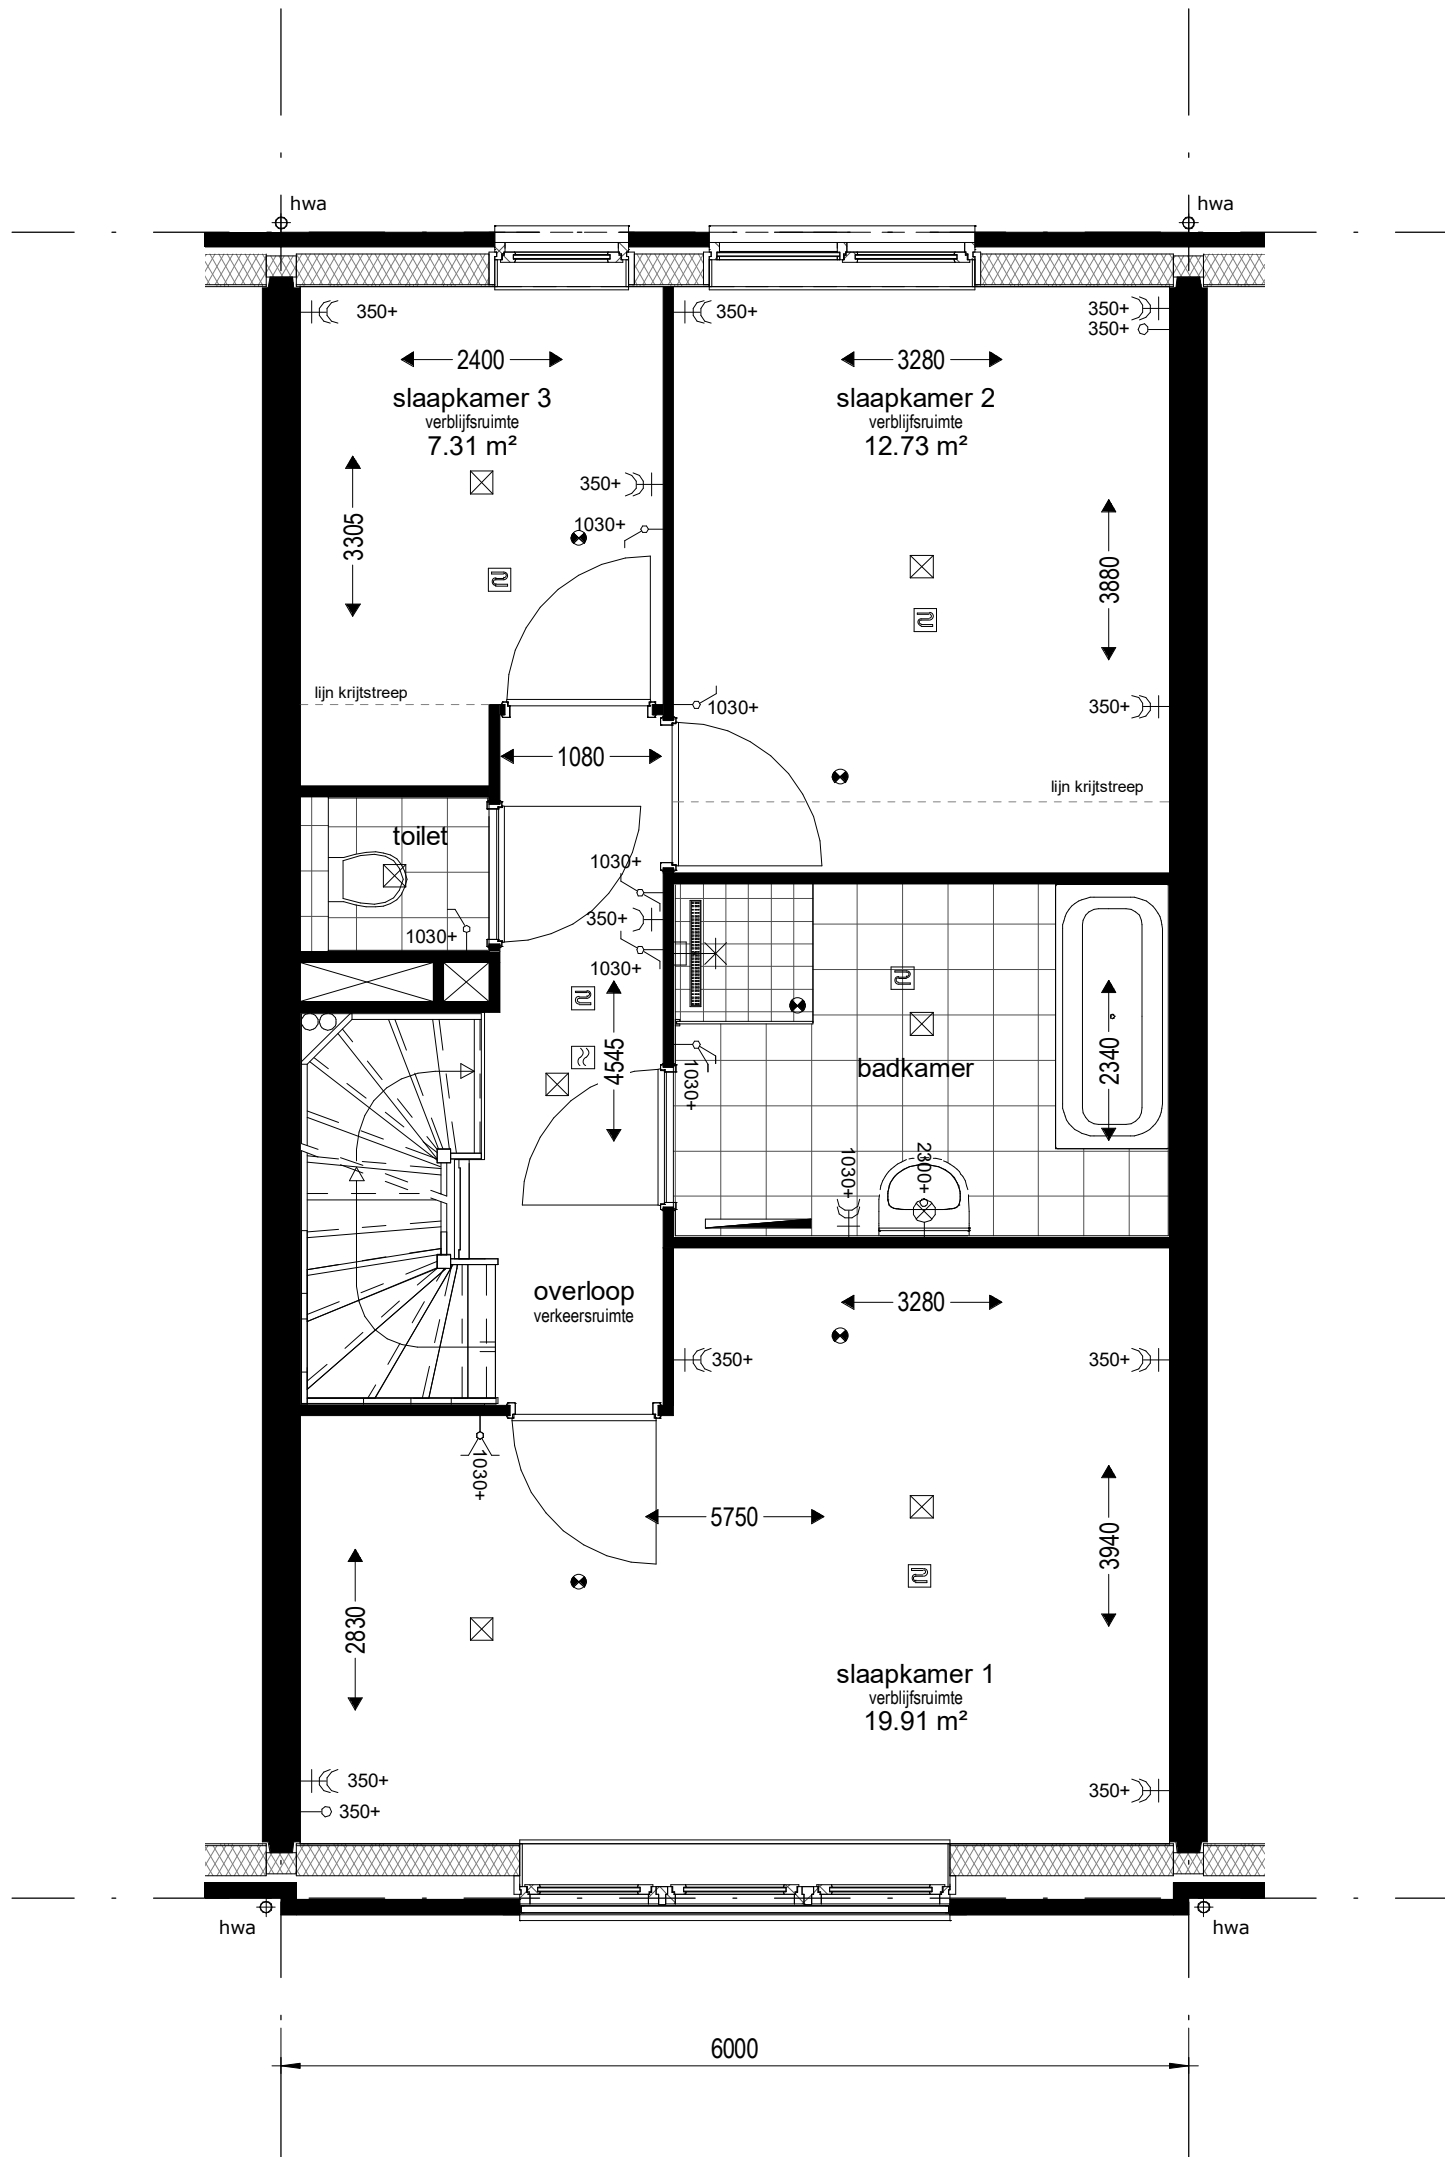 hwa
hwa
350+
350+
350+
350+
2400
3280
slaapkamer 3
verblijfsruimte
7.31 m²
slaapkamer 2
verblijfsruimte
12.73 m²
350+
1030+
3305
3880
lijn krijtstreep
1030+
350+
1080
lijn krijtstreep
toilet
1030+
350+
1030+
1030+
4545
badkamer
1030+
2340
1030+
2300+
overloop
verkeersruimte
3280
350+
350+
1030+
5750
3940
2830
slaapkamer 1
verblijfsruimte
19.91 m²
350+
350+
350+
hwa
hwa
6000